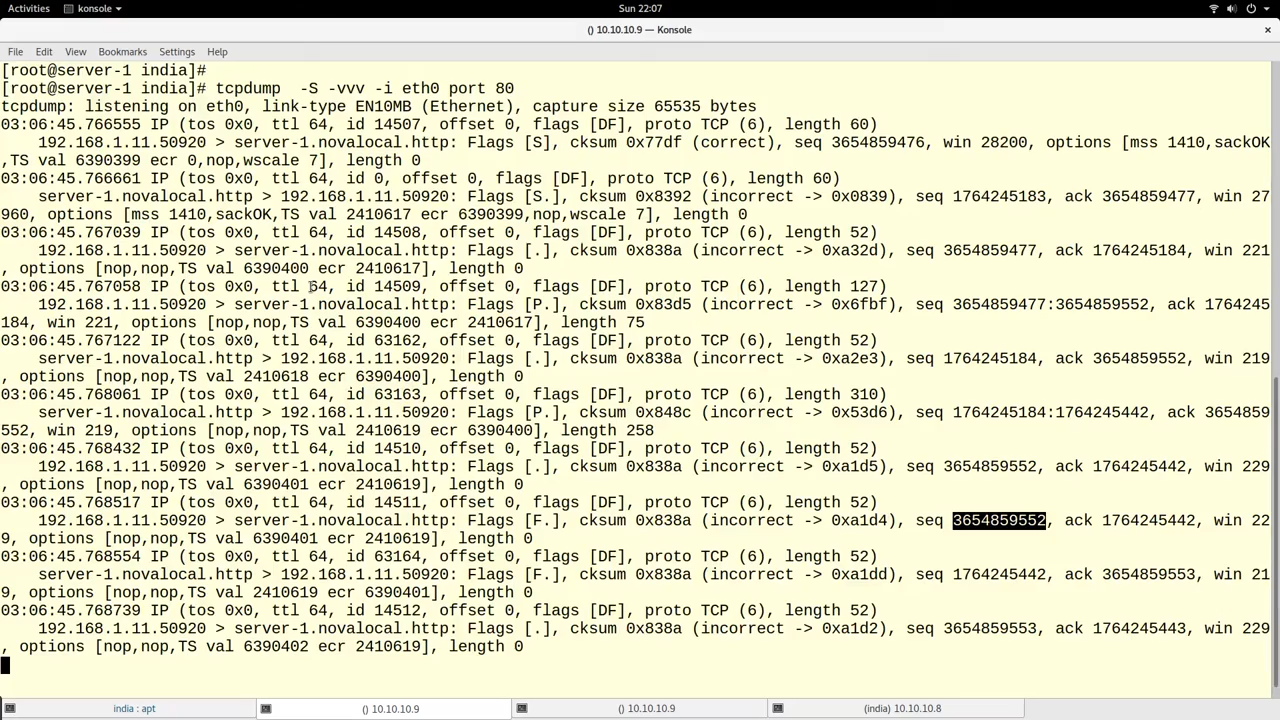 Activities konsole Sun 22:07
() 10.10.10.9 — Konsole ×
File Edit View Bookmarks Settings Help
[root@server-1 india]#
[root@server-1 india]# tcpdump  -S -vvv -i eth0 port 80
tcpdump: listening on eth0, link-type EN10MB (Ethernet), capture size 65535 bytes
03:06:45.766555 IP (tos 0x0, ttl 64, id 14507, offset 0, flags [DF], proto TCP (6), length 60)
    192.168.1.11.50920 > server-1.novalocal.http: Flags [S], cksum 0x77df (correct), seq 3654859476, win 28200, options [mss 1410,sackOK
,TS val 6390399 ecr 0,nop,wscale 7], length 0
03:06:45.766661 IP (tos 0x0, ttl 64, id 0, offset 0, flags [DF], proto TCP (6), length 60)
    server-1.novalocal.http > 192.168.1.11.50920: Flags [S.], cksum 0x8392 (incorrect -> 0x0839), seq 1764245183, ack 3654859477, win 27
960, options [mss 1410,sackOK,TS val 2410617 ecr 6390399,nop,wscale 7], length 0
03:06:45.767039 IP (tos 0x0, ttl 64, id 14508, offset 0, flags [DF], proto TCP (6), length 52)
    192.168.1.11.50920 > server-1.novalocal.http: Flags [.], cksum 0x838a (incorrect -> 0xa32d), seq 3654859477, ack 1764245184, win 221
, options [nop,nop,TS val 6390400 ecr 2410617], length 0
03:06:45.767058 IP (tos 0x0, ttl 64, id 14509, offset 0, flags [DF], proto TCP (6), length 127)
    192.168.1.11.50920 > server-1.novalocal.http: Flags [P.], cksum 0x83d5 (incorrect -> 0x6fbf), seq 3654859477:3654859552, ack 1764245
184, win 221, options [nop,nop,TS val 6390400 ecr 2410617], length 75
03:06:45.767122 IP (tos 0x0, ttl 64, id 63162, offset 0, flags [DF], proto TCP (6), length 52)
    server-1.novalocal.http > 192.168.1.11.50920: Flags [.], cksum 0x838a (incorrect -> 0xa2e3), seq 1764245184, ack 3654859552, win 219
, options [nop,nop,TS val 2410618 ecr 6390400], length 0
03:06:45.768061 IP (tos 0x0, ttl 64, id 63163, offset 0, flags [DF], proto TCP (6), length 310)
    server-1.novalocal.http > 192.168.1.11.50920: Flags [P.], cksum 0x848c (incorrect -> 0x53d6), seq 1764245184:1764245442, ack 3654859
552, win 219, options [nop,nop,TS val 2410619 ecr 6390400], length 258
03:06:45.768432 IP (tos 0x0, ttl 64, id 14510, offset 0, flags [DF], proto TCP (6), length 52)
    192.168.1.11.50920 > server-1.novalocal.http: Flags [.], cksum 0x838a (incorrect -> 0xa1d5), seq 3654859552, ack 1764245442, win 229
, options [nop,nop,TS val 6390401 ecr 2410619], length 0
03:06:45.768517 IP (tos 0x0, ttl 64, id 14511, offset 0, flags [DF], proto TCP (6), length 52)
    192.168.1.11.50920 > server-1.novalocal.http: Flags [F.], cksum 0x838a (incorrect -> 0xa1d4), seq 3654859552, ack 1764245442, win 22
9, options [nop,nop,TS val 6390401 ecr 2410619], length 0
03:06:45.768554 IP (tos 0x0, ttl 64, id 63164, offset 0, flags [DF], proto TCP (6), length 52)
    server-1.novalocal.http > 192.168.1.11.50920: Flags [F.], cksum 0x838a (incorrect -> 0xa1dd), seq 1764245442, ack 3654859553, win 21
9, options [nop,nop,TS val 2410619 ecr 6390401], length 0
03:06:45.768739 IP (tos 0x0, ttl 64, id 14512, offset 0, flags [DF], proto TCP (6), length 52)
    192.168.1.11.50920 > server-1.novalocal.http: Flags [.], cksum 0x838a (incorrect -> 0xa1d2), seq 3654859553, ack 1764245443, win 229
, options [nop,nop,TS val 6390402 ecr 2410619], length 0
india : apt () 10.10.10.9 () 10.10.10.9 (india) 10.10.10.8